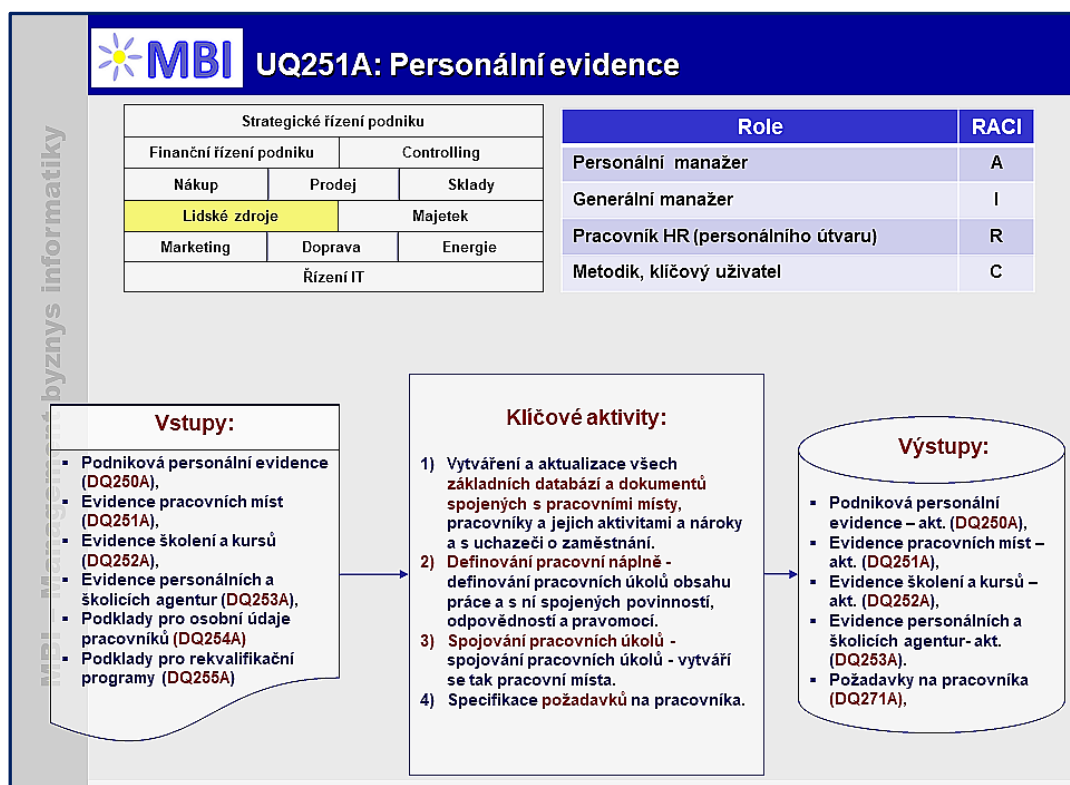 MBI
UQ251A: Personální evidence
MBI – Management byznys informatiky
Strategické řízení podniku
Finanční řízení podniku
Controlling
Nákup
Prodej
Sklady
Lidské zdroje
Majetek
Marketing
Doprava
Energie
Řízení IT
Role
RACI
Personální manažer
A
Generální manažer
I
Pracovník HR (personálního útvaru)
R
Metodik, klíčový uživatel
C
Vstupy:
▪ Podniková personální evidence
(DQ250A),
▪ Evidence pracovních míst
(DQ251A),
▪ Evidence školení a kursů
(DQ252A),
▪ Evidence personálních a
školicích agentur (DQ253A),
▪ Podklady pro osobní údaje
pracovníků (DQ254A)
▪ Podklady pro rekvalifikační
programy (DQ255A)
Klíčové aktivity:
1) Vytváření a aktualizace všech
základních databází a dokumentů
spojených s pracovními místy,
pracovníky a jejich aktivitami a nároky
a s uchazeči o zaměstnání.
2) Definování pracovní náplně -
definování pracovních úkolů obsahu
práce a s ní spojených povinností,
odpovědností a pravomocí.
3) Spojování pracovních úkolů -
spojování pracovních úkolů - vytváří
se tak pracovní místa.
4) Specifikace požadavků na pracovníka.
Výstupy:
▪ Podniková personální
evidence – akt. (DQ250A),
▪ Evidence pracovních míst –
akt. (DQ251A),
▪ Evidence školení a kursů –
akt. (DQ252A),
▪ Evidence personálních a
školicích agentur- akt.
(DQ253A).
▪ Požadavky na pracovníka
(DQ271A),